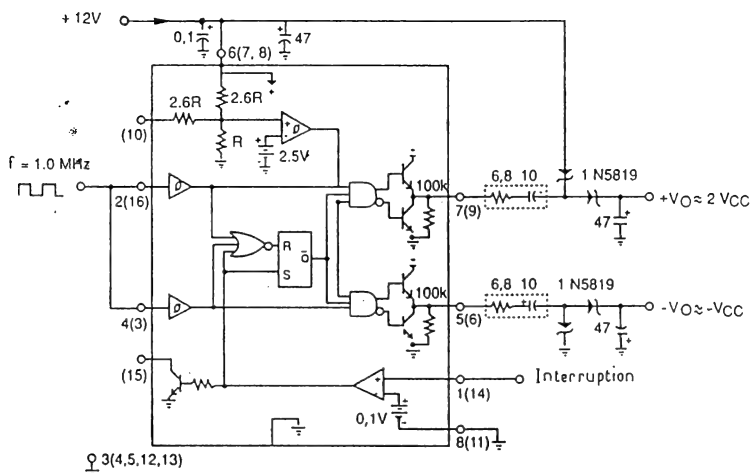 + 12V
0,1
+
47
+
6(7, 8)
+
2.6R
2.6R
(10)
R
+
-
2.5V
f = 1.0 MHz
2(16)
100k
6,8 10
1 N5819
7(9)
47
+
+VO ≈ 2 VCC
R
S
Q
100k
6,8 10
1 N5819
4(3)
5(6)
47
+
-VO ≈ -VCC
(15)
+
-
1(14)
Interruption
0,1V
+
-
8(11)
3(4,5,12,13)